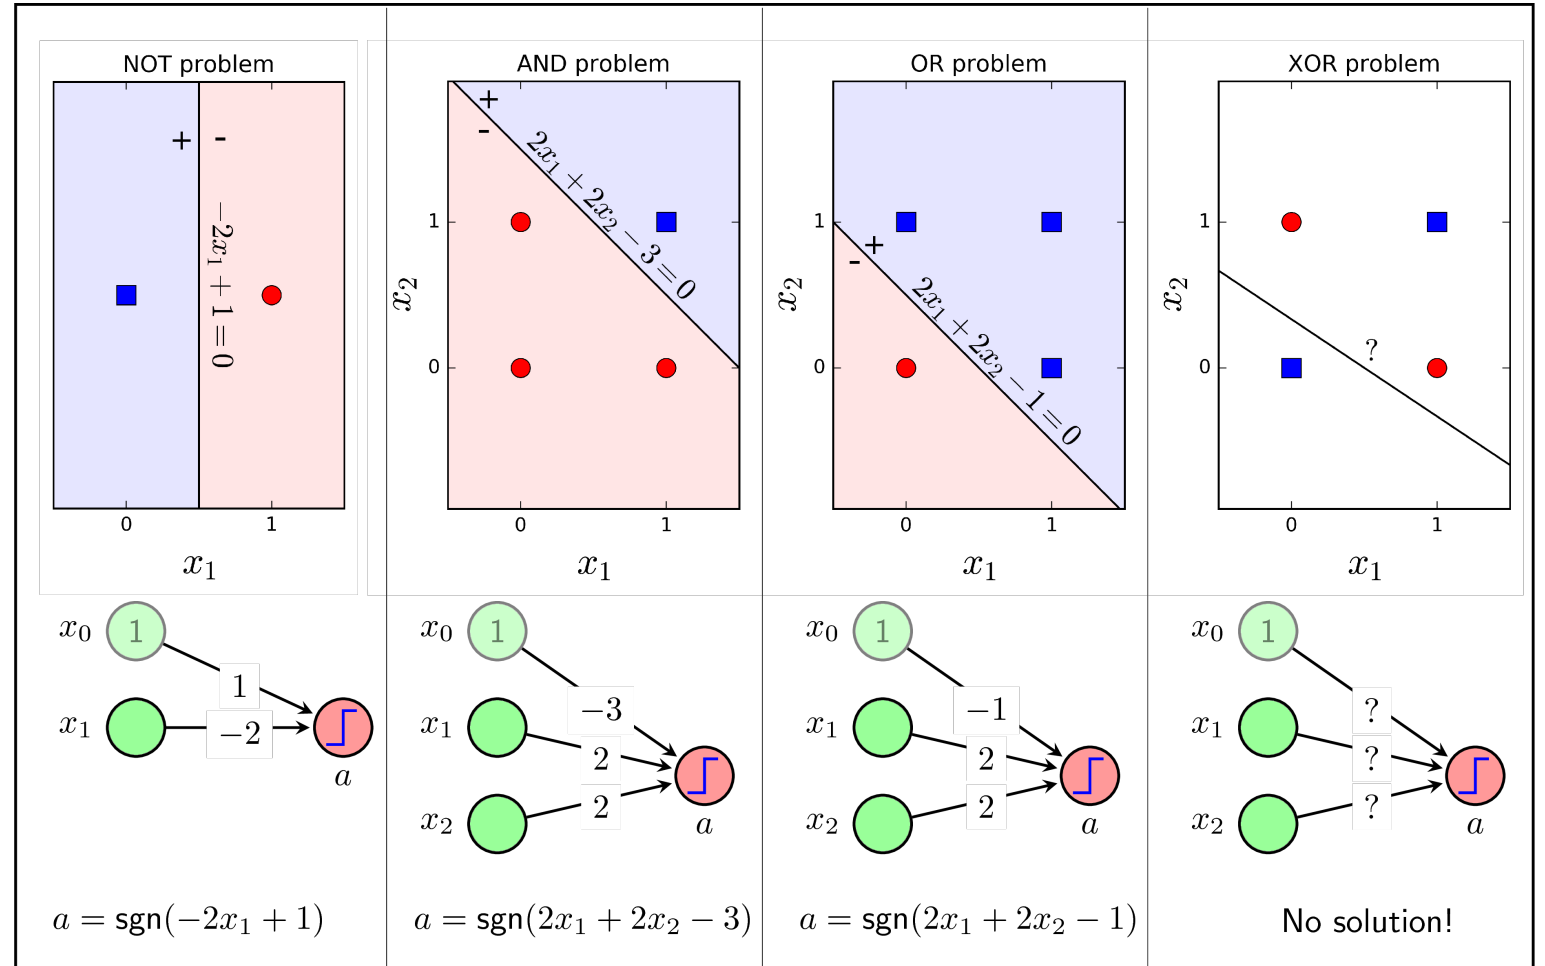 NOT problem
+ -
−2x₁ + 1 = 0
0 1
x₁
x₀ 1
1
x₁ −2
a
a = sgn(−2x₁ + 1)
AND problem
+
-
2x₁ + 2x₂ − 3 = 0
1
x₂
0
0 1
x₁
x₀ 1
−3
x₁
2
x₂ 2
a
a = sgn(2x₁ + 2x₂ − 3)
OR problem
1
+
-
2x₁ + 2x₂ − 1 = 0
x₂
0
0 1
x₁
x₀ 1
−1
x₁
2
x₂ 2
a
a = sgn(2x₁ + 2x₂ − 1)
XOR problem
1
x₂
?
0
0 1
x₁
x₀ 1
?
x₁
?
x₂ ?
a
No solution!